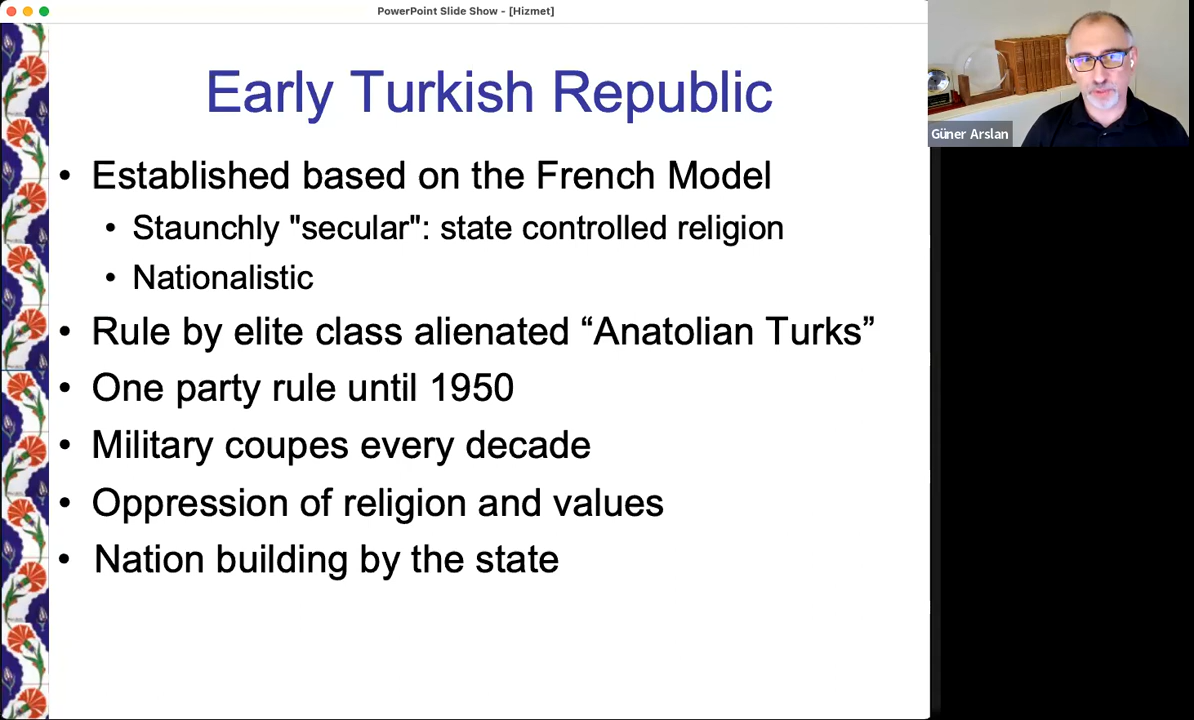 PowerPoint Slide Show - [Hizmet]
Early Turkish Republic
• Established based on the French Model
• Staunchly "secular": state controlled religion
• Nationalistic
• Rule by elite class alienated “Anatolian Turks”
• One party rule until 1950
• Military coupes every decade
• Oppression of religion and values
• Nation building by the state
Güner Arslan